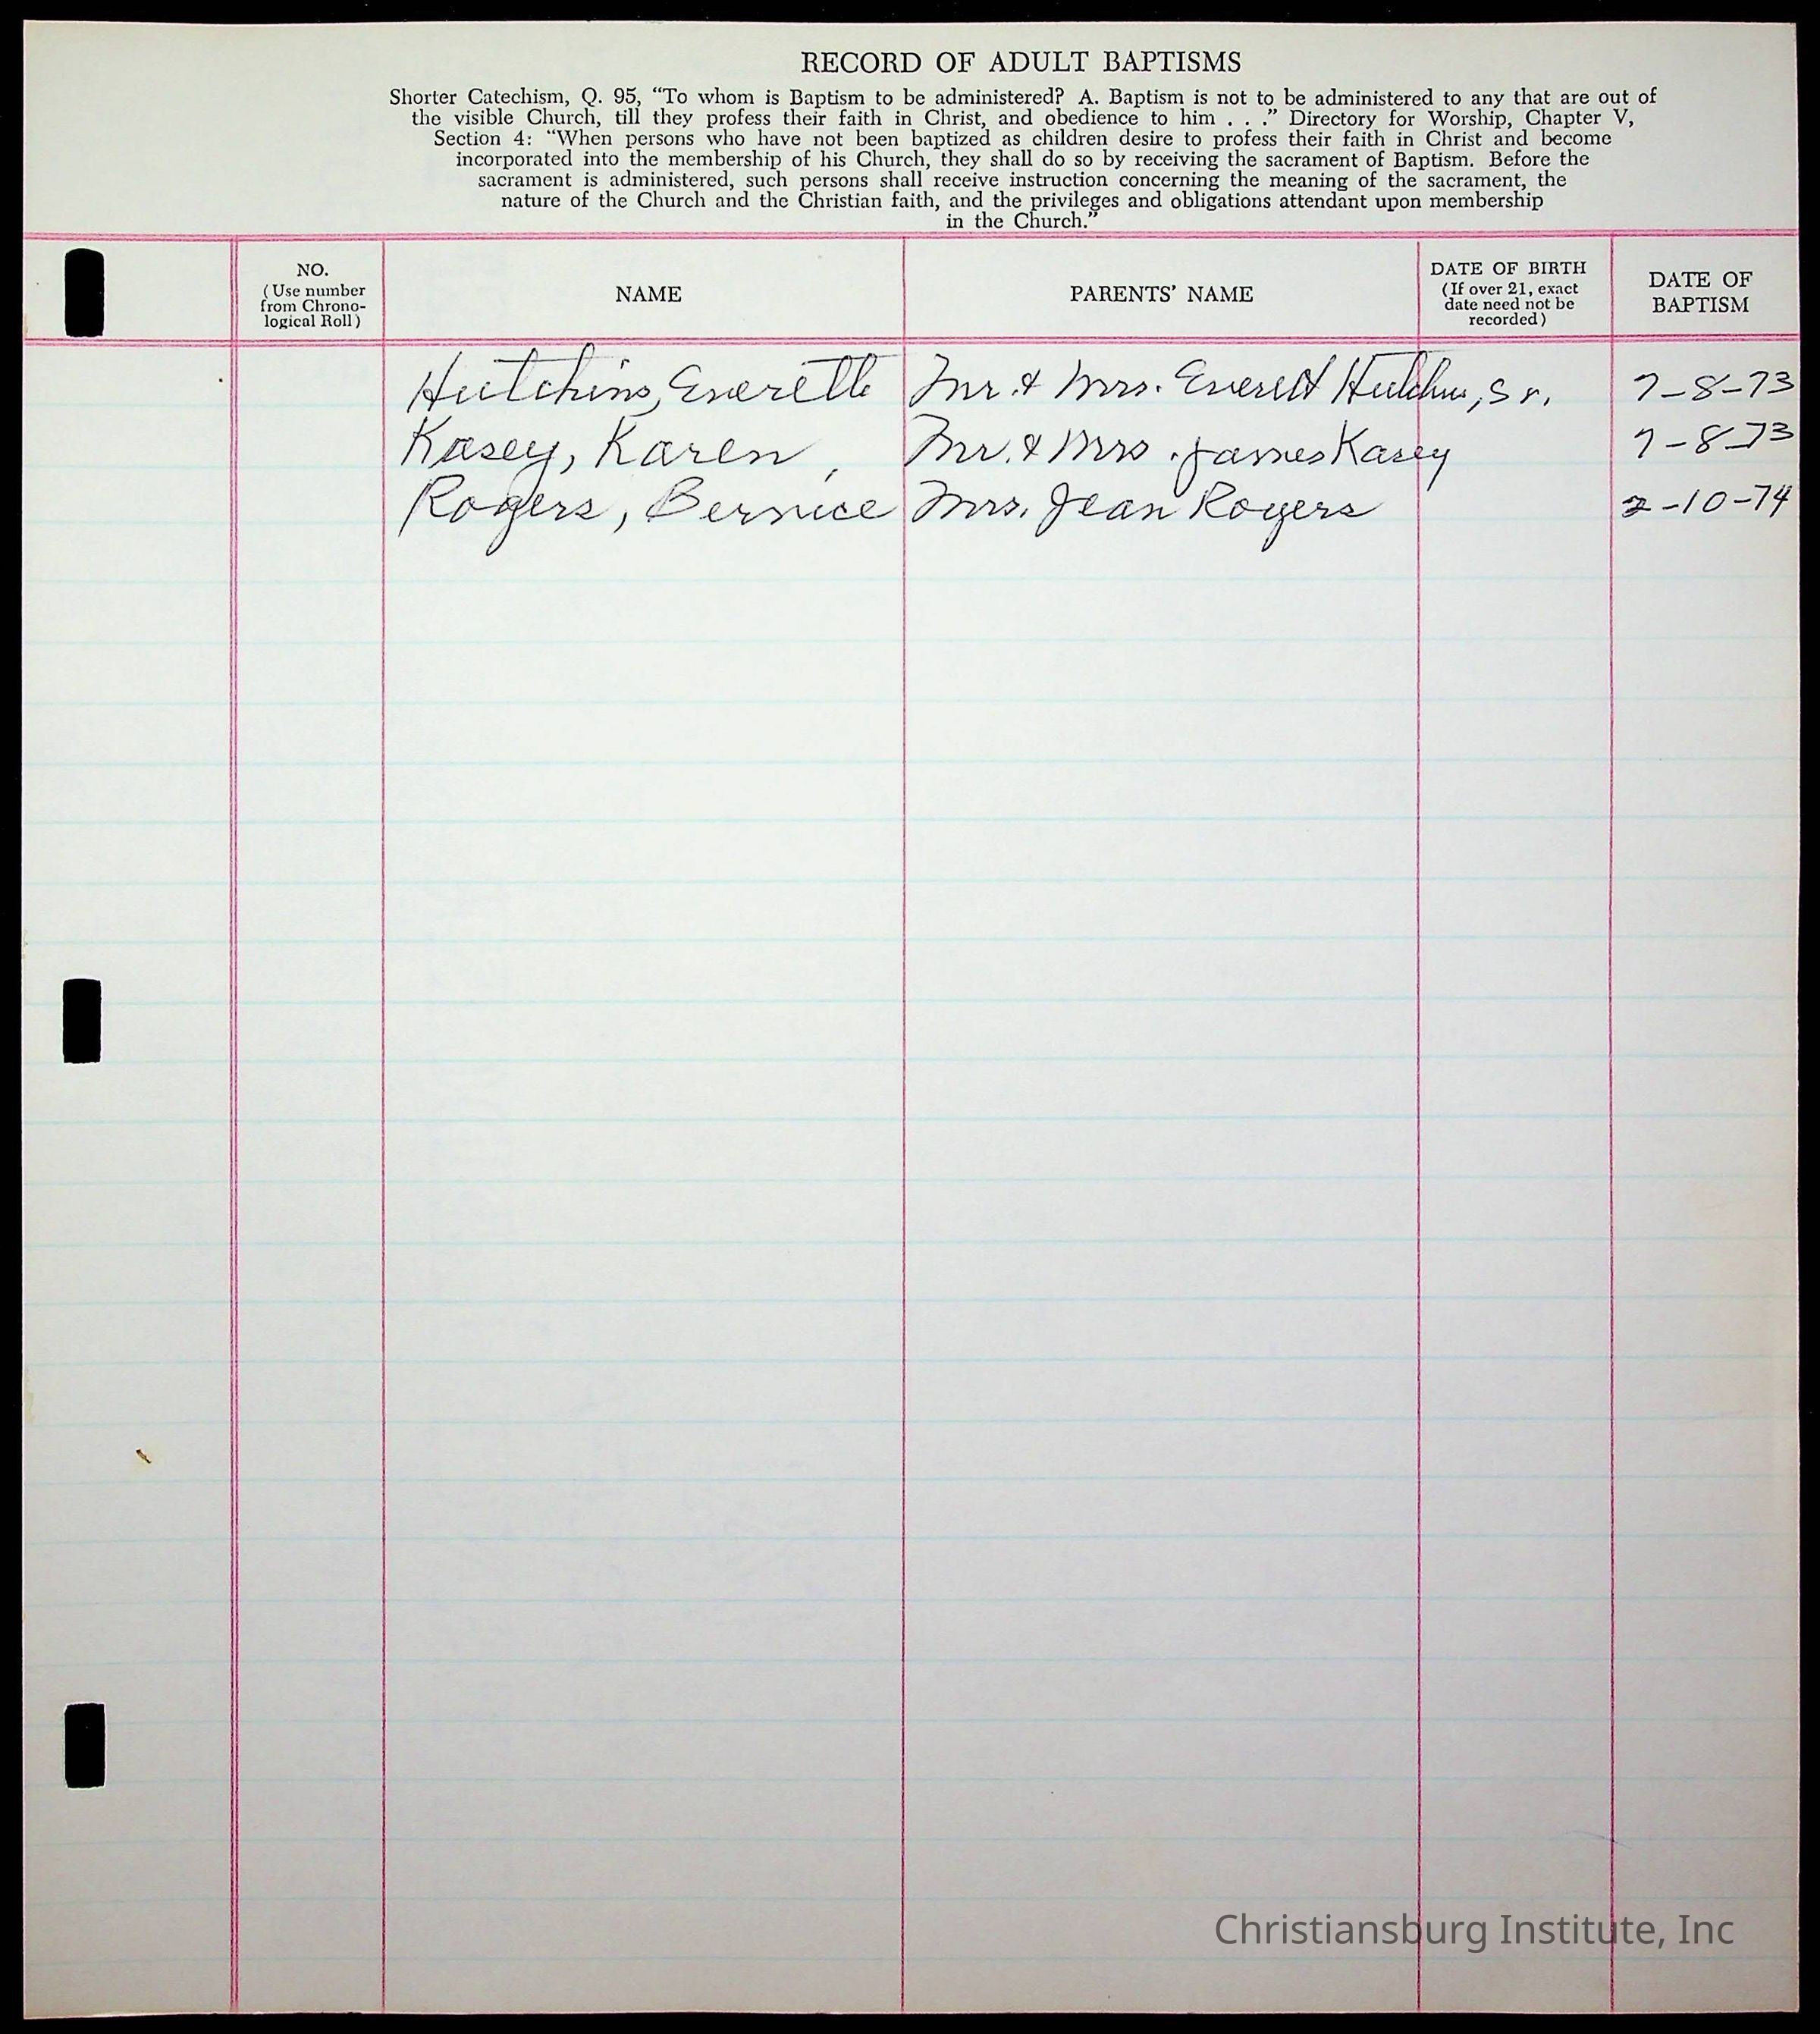 RECORD OF ADULT BAPTISMS
Shorter Catechism, Q. 95, “To whom is Baptism to be administered? A. Baptism is not to be administered to any that are out of
the visible Church, till they profess their faith in Christ, and obedience to him . . .” Directory for Worship, Chapter V,
Section 4: “When persons who have not been baptized as children desire to profess their faith in Christ and become
incorporated into the membership of his Church, they shall do so by receiving the sacrament of Baptism. Before the
sacrament is administered, such persons shall receive instruction concerning the meaning of the sacrament, the
nature of the Church and the Christian faith, and the privileges and obligations attendant upon membership
in the Church.”
NO.
(Use number
from Chrono-
logical Roll)
NAME
PARENTS' NAME
DATE OF BIRTH
(If over 21, exact
date need not be
recorded)
DATE OF
BAPTISM
Hutchins, Everette Mr. & Mrs. Everett Hutchins, Sr. 7-8-73
Kasey, Karen, Mr. & Mrs. James Kasey 7-8-73
Rogers, Bernice Mrs. Jean Rogers 2-10-74
Christiansburg Institute, Inc